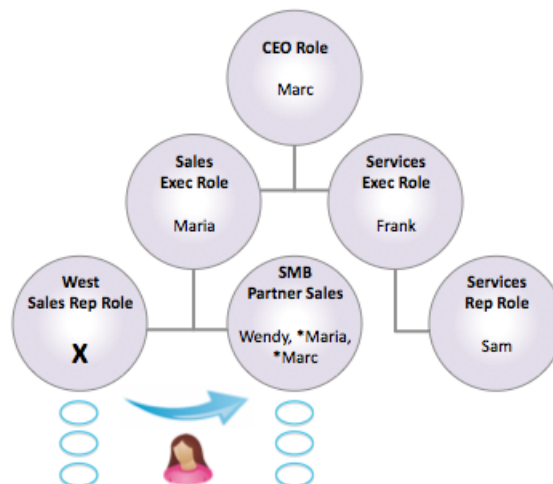 CEO Role
Marc
Sales
Exec Role
Maria
Services
Exec Role
Frank
West
Sales Rep Role
X
SMB
Partner Sales
Wendy, *Maria,
*Marc
Services
Rep Role
Sam